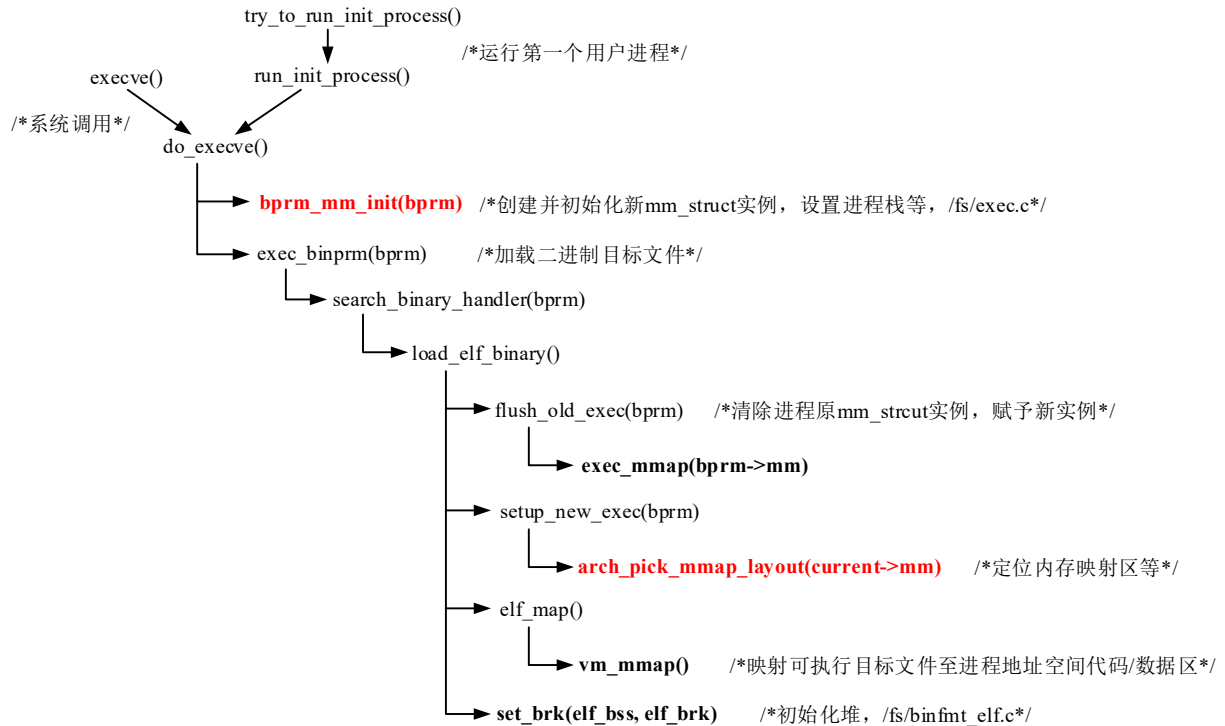 try_to_run_init_process()
/*运行第一个用户进程*/
execve()
run_init_process()
/*系统调用*/
do_execve()
bprm_mm_init(bprm) /*创建并初始化新mm_struct实例，设置进程栈等，/fs/exec.c*/
exec_binprm(bprm) /*加载二进制目标文件*/
search_binary_handler(bprm)
load_elf_binary()
flush_old_exec(bprm) /*清除进程原mm_strcut实例，赋予新实例*/
exec_mmap(bprm->mm)
setup_new_exec(bprm)
arch_pick_mmap_layout(current->mm) /*定位内存映射区等*/
elf_map()
vm_mmap() /*映射可执行目标文件至进程地址空间代码/数据区*/
set_brk(elf_bss, elf_brk) /*初始化堆，/fs/binfmt_elf.c*/